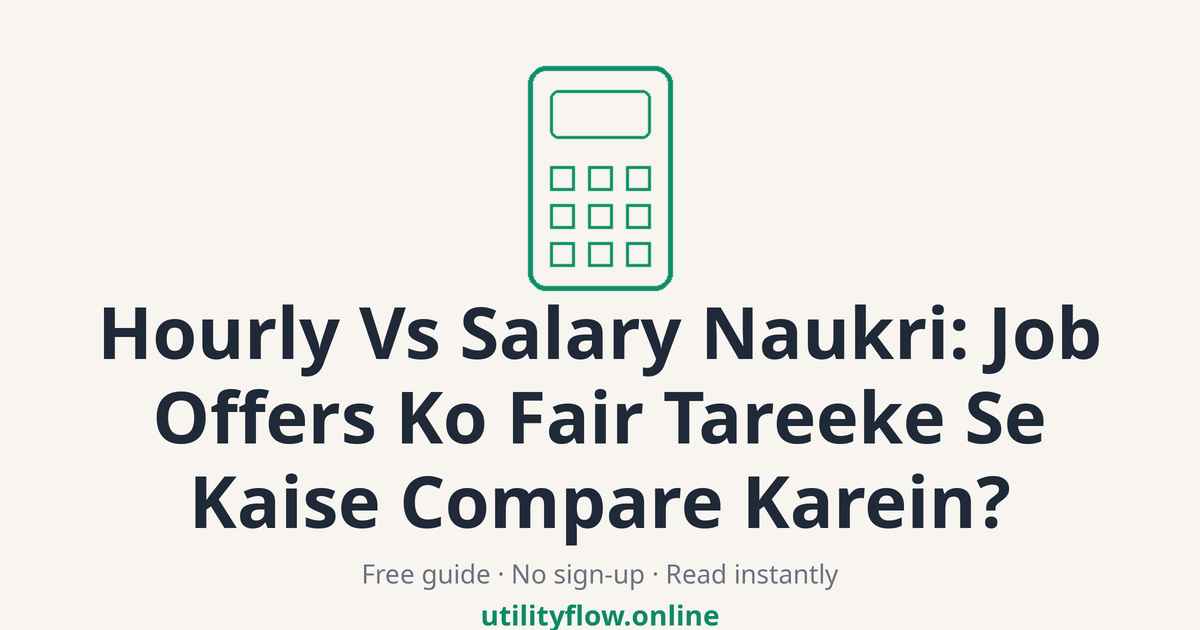 Hourly Vs Salary Naukri: Job
Offers Ko Fair Tareeke Se
Kaise Compare Karein?
Free guide · No sign-up · Read instantly
utilityflow.online